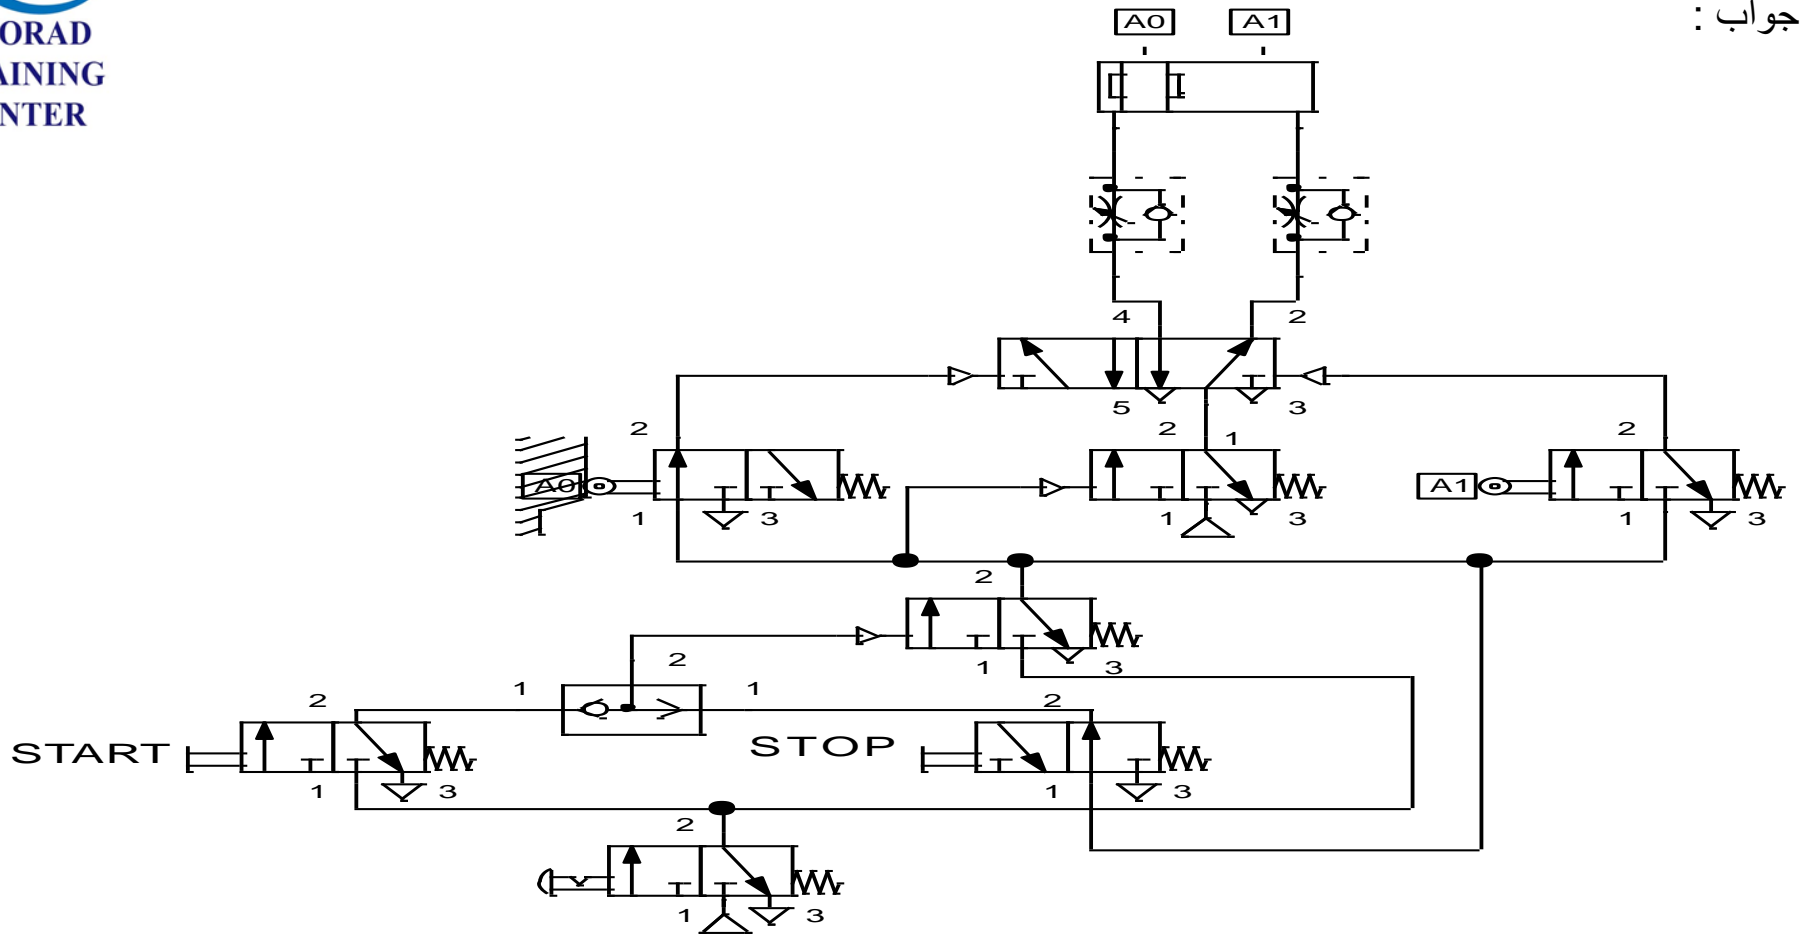 ORAD
AINING
NTER
جواب :
A0 A1
4 2
5 3
2 2 1 2
A0 A1
1 3 1 3 1 3
2
1 3
2
1 1
2 2
START STOP
1 3 1 3
2
1 3